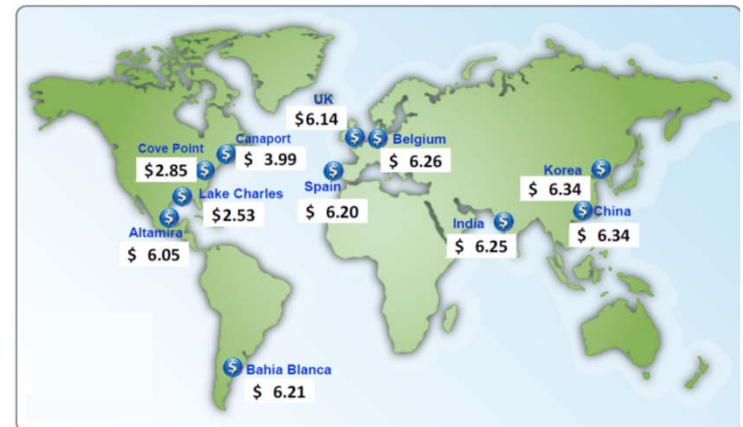 UK
$6.14
Canaport
$ 3.99
Cove Point
$2.85
Belgium
$ 6.26
Korea
$ 6.34
Lake Charles
$2.53
Spain
$ 6.20
China
$ 6.34
India
$ 6.25
Altamira
$ 6.05
Bahia Blanca
$ 6.21